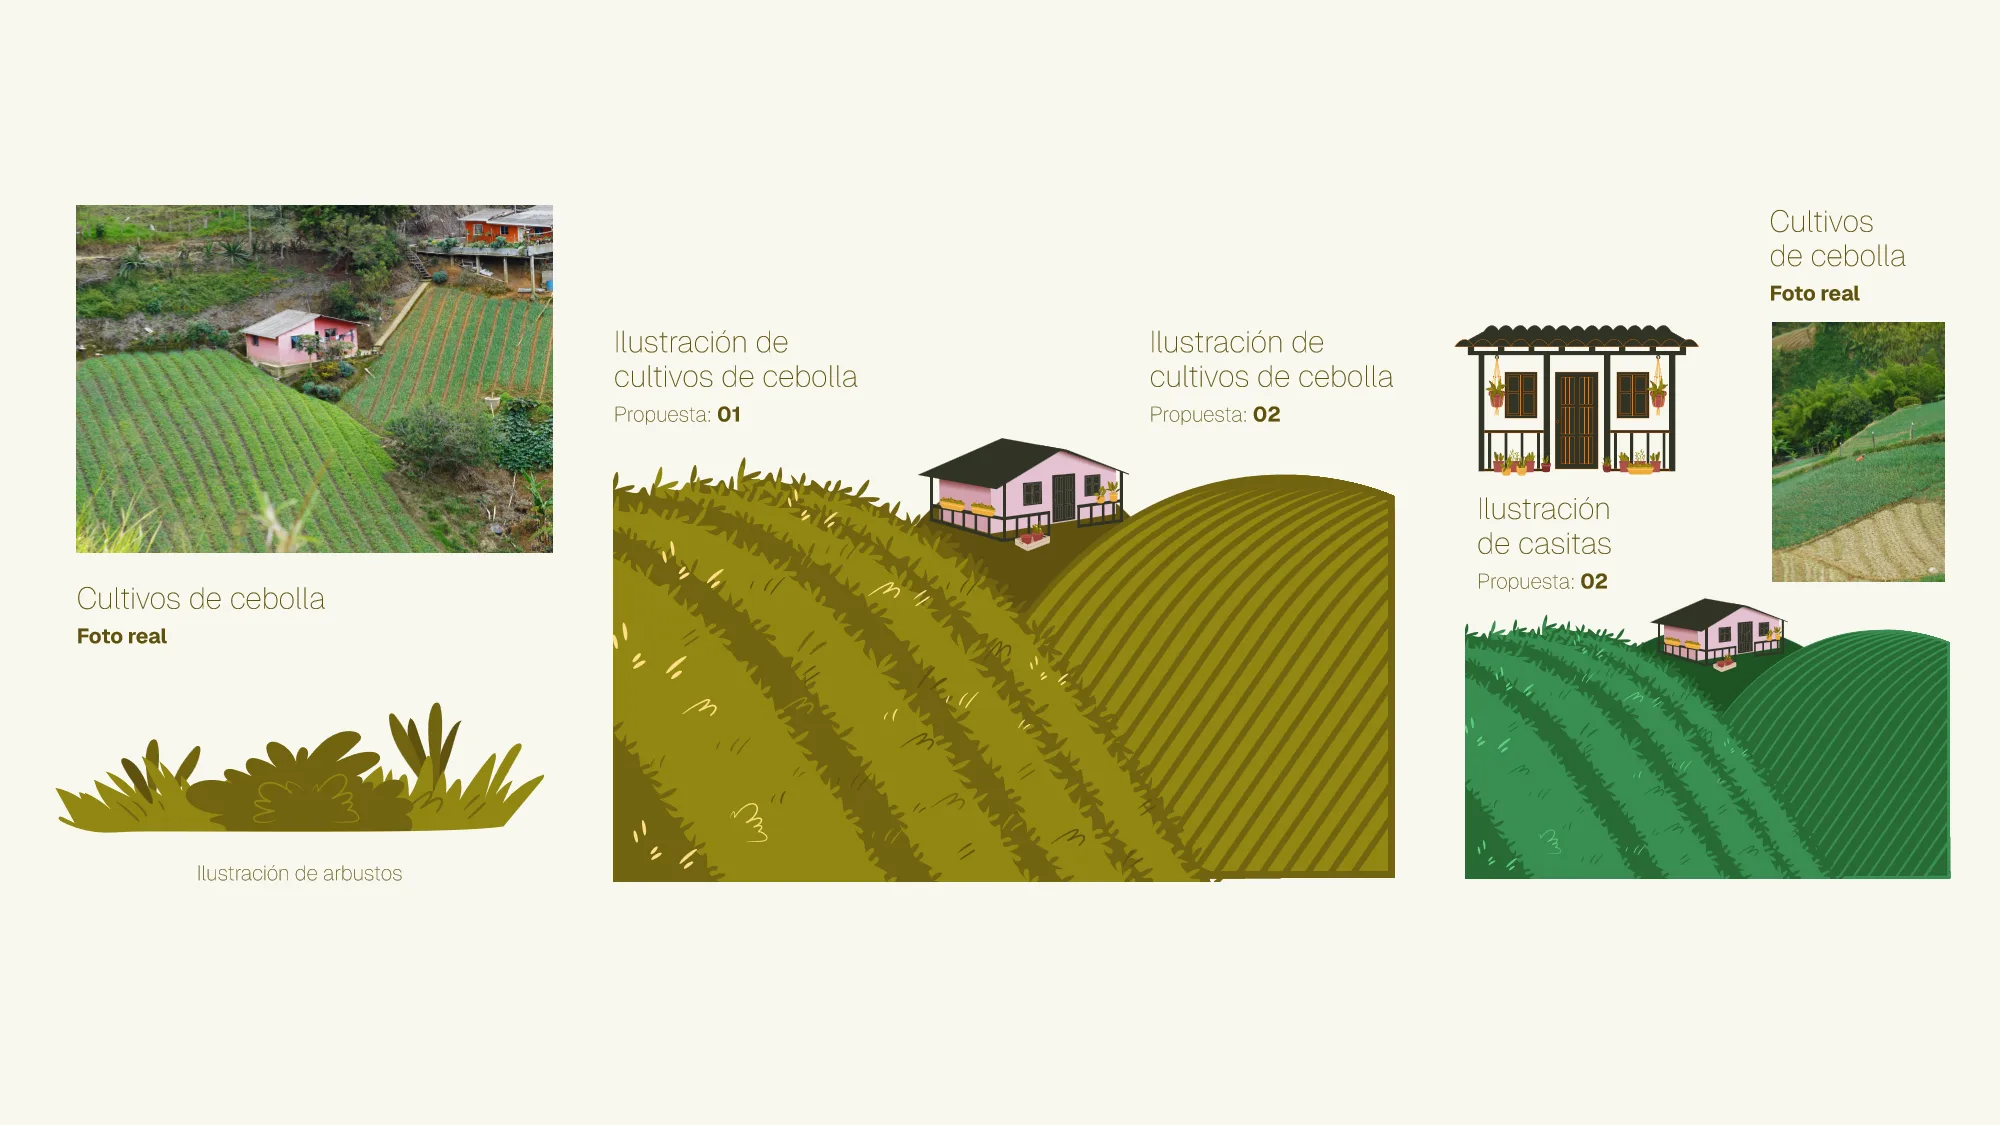 Cultivos de cebolla
Foto real
Ilustración de arbustos
Ilustración de
cultivos de cebolla
Propuesta: 01
Ilustración de
cultivos de cebolla
Propuesta: 02
Ilustración
de casitas
Propuesta: 02
Cultivos
de cebolla
Foto real